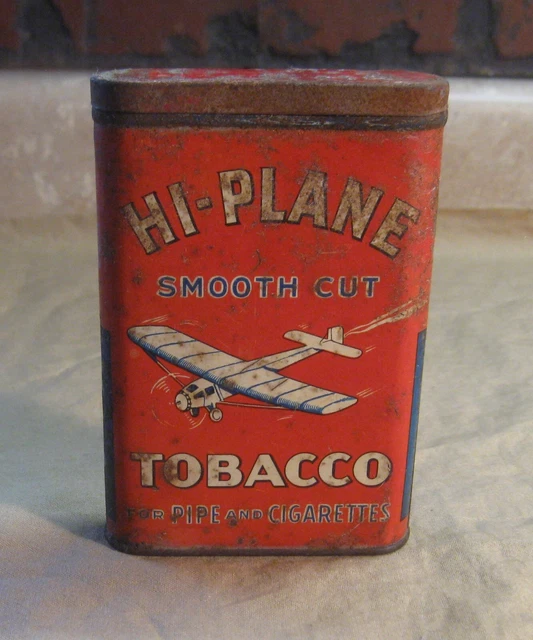 HI-PLANE
SMOOTH CUT
TOBACCO
FOR PIPE AND CIGARETTES